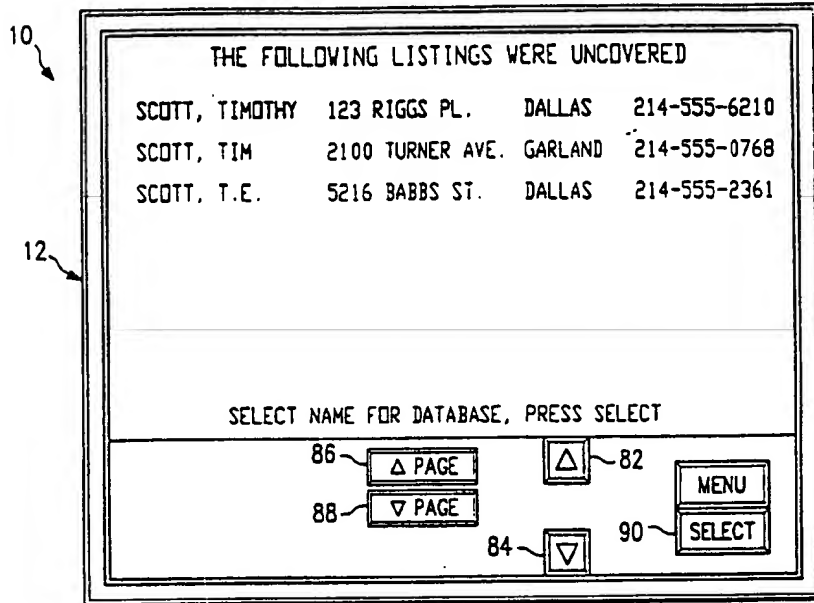 10
THE FOLLOWING LISTINGS WERE UNCOVERED
SCOTT, TIMOTHY 123 RIGGS PL. DALLAS 214-555-6210
SCOTT, TIM 2100 TURNER AVE. GARLAND 214-555-0768
SCOTT, T.E. 5216 BABBS ST. DALLAS 214-555-2361
12
SELECT NAME FOR DATABASE, PRESS SELECT
86 △ PAGE △ 82
MENU
88 ▽ PAGE
84 ▽ 90 SELECT